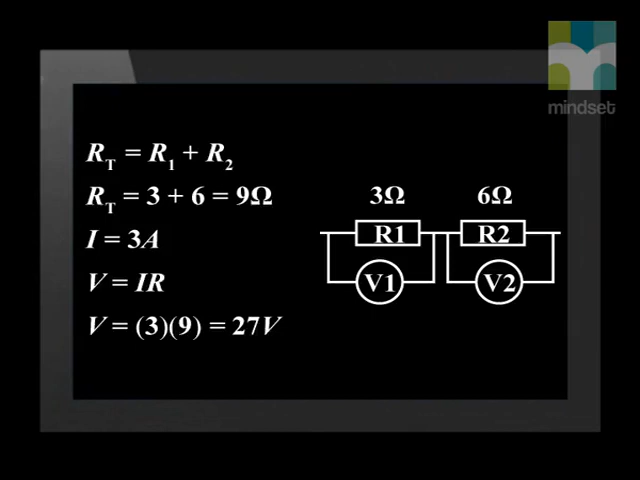 mindset
R_T = R_1 + R_2
R_T = 3 + 6 = 9Ω
I = 3A
V = IR
V = (3)(9) = 27V
3Ω 6Ω
R1 R2
V1 V2